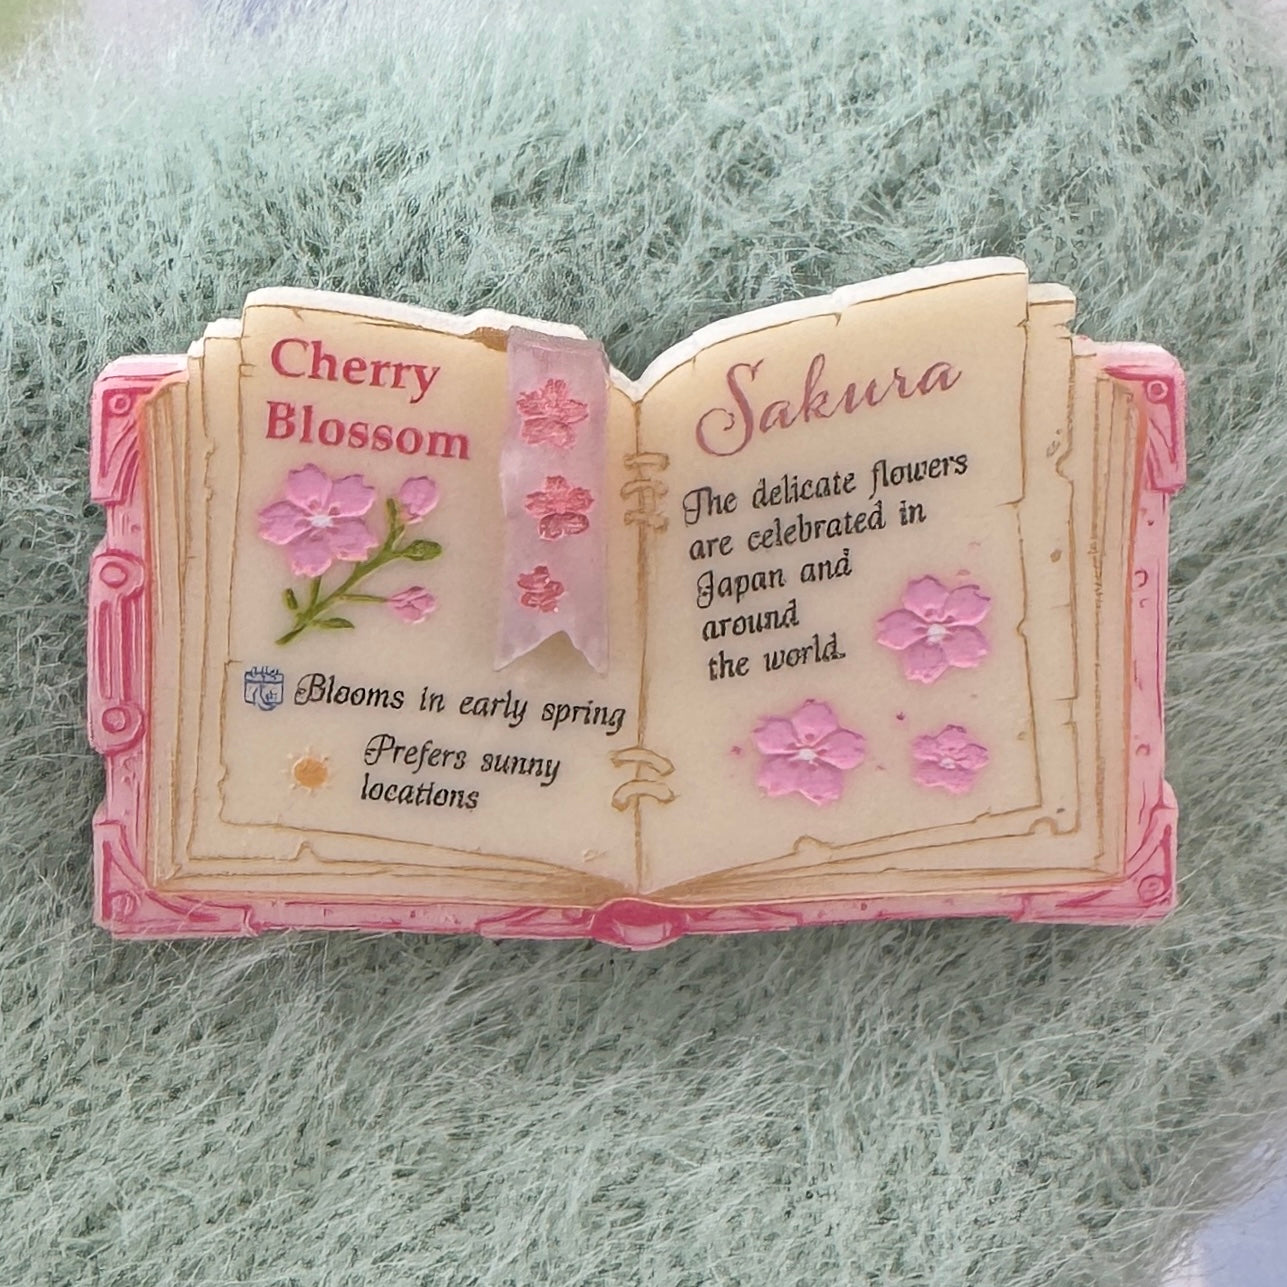 Cherry
Blossom
Blooms in early spring
Prefers sunny
locations
Sakura
The delicate flowers
are celebrated in
Japan and
around
the world.